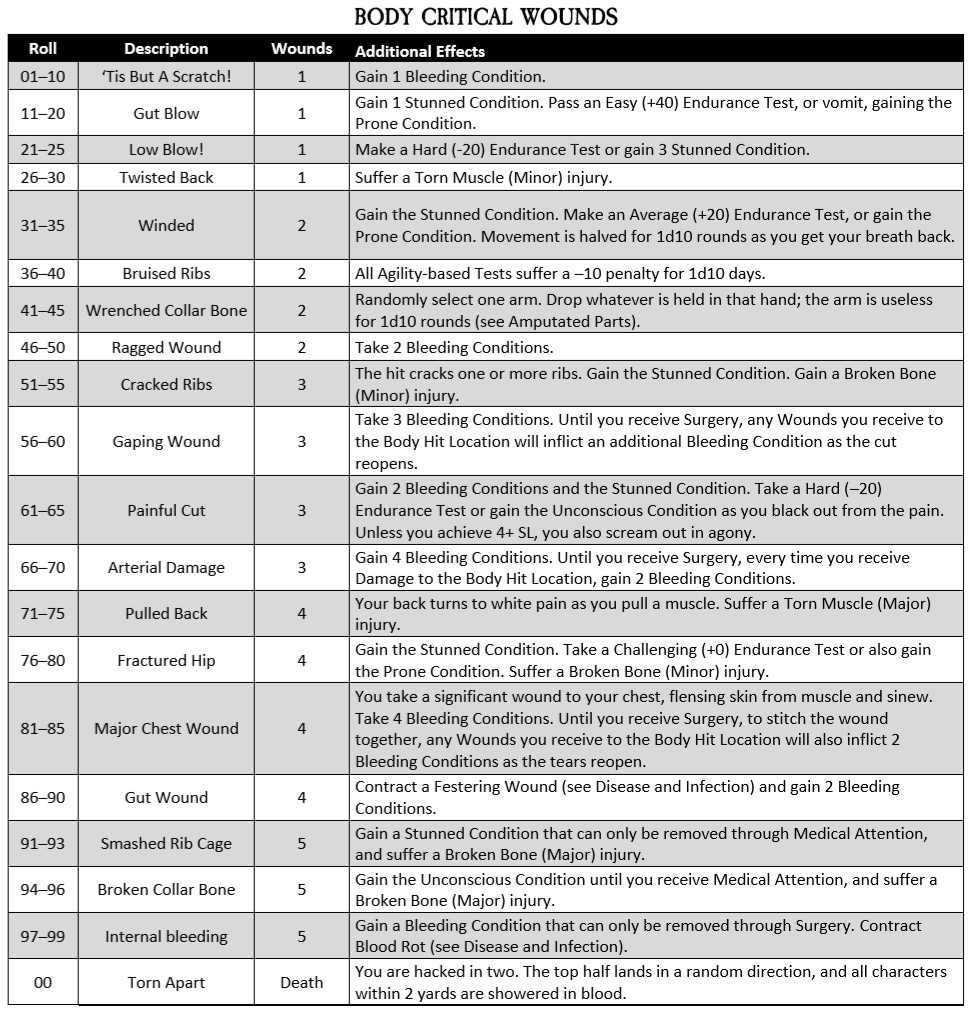 BODY CRITICAL WOUNDS
Roll Description Wounds Additional Effects
01–10 ‘Tis But A Scratch! 1 Gain 1 Bleeding Condition.
11–20 Gut Blow 1 Gain 1 Stunned Condition. Pass an Easy (+40) Endurance Test, or vomit, gaining the
Prone Condition.
21–25 Low Blow! 1 Make a Hard (-20) Endurance Test or gain 3 Stunned Condition.
26–30 Twisted Back 1 Suffer a Torn Muscle (Minor) injury.
31–35 Winded 2 Gain the Stunned Condition. Make an Average (+20) Endurance Test, or gain the
Prone Condition. Movement is halved for 1d10 rounds as you get your breath back.
36–40 Bruised Ribs 2 All Agility-based Tests suffer a –10 penalty for 1d10 days.
41–45 Wrenched Collar Bone 2 Randomly select one arm. Drop whatever is held in that hand; the arm is useless
for 1d10 rounds (see Amputated Parts).
46–50 Ragged Wound 2 Take 2 Bleeding Conditions.
51–55 Cracked Ribs 3 The hit cracks one or more ribs. Gain the Stunned Condition. Gain a Broken Bone
(Minor) injury.
56–60 Gaping Wound 3 Take 3 Bleeding Conditions. Until you receive Surgery, any Wounds you receive to
the Body Hit Location will inflict an additional Bleeding Condition as the cut
reopens.
61–65 Painful Cut 3 Gain 2 Bleeding Conditions and the Stunned Condition. Take a Hard (–20)
Endurance Test or gain the Unconscious Condition as you black out from the pain.
Unless you achieve 4+ SL, you also scream out in agony.
66–70 Arterial Damage 3 Gain 4 Bleeding Conditions. Until you receive Surgery, every time you receive
Damage to the Body Hit Location, gain 2 Bleeding Conditions.
71–75 Pulled Back 4 Your back turns to white pain as you pull a muscle. Suffer a Torn Muscle (Major)
injury.
76–80 Fractured Hip 4 Gain the Stunned Condition. Take a Challenging (+0) Endurance Test or also gain
the Prone Condition. Suffer a Broken Bone (Minor) injury.
81–85 Major Chest Wound 4 You take a significant wound to your chest, flensing skin from muscle and sinew.
Take 4 Bleeding Conditions. Until you receive Surgery, to stitch the wound
together, any Wounds you receive to the Body Hit Location will also inflict 2
Bleeding Conditions as the tears reopen.
86–90 Gut Wound 4 Contract a Festering Wound (see Disease and Infection) and gain 2 Bleeding
Conditions.
91–93 Smashed Rib Cage 5 Gain a Stunned Condition that can only be removed through Medical Attention,
and suffer a Broken Bone (Major) injury.
94–96 Broken Collar Bone 5 Gain the Unconscious Condition until you receive Medical Attention, and suffer a
Broken Bone (Major) injury.
97–99 Internal bleeding 5 Gain a Bleeding Condition that can only be removed through Surgery. Contract
Blood Rot (see Disease and Infection).
00 Torn Apart Death You are hacked in two. The top half lands in a random direction, and all characters
within 2 yards are showered in blood.